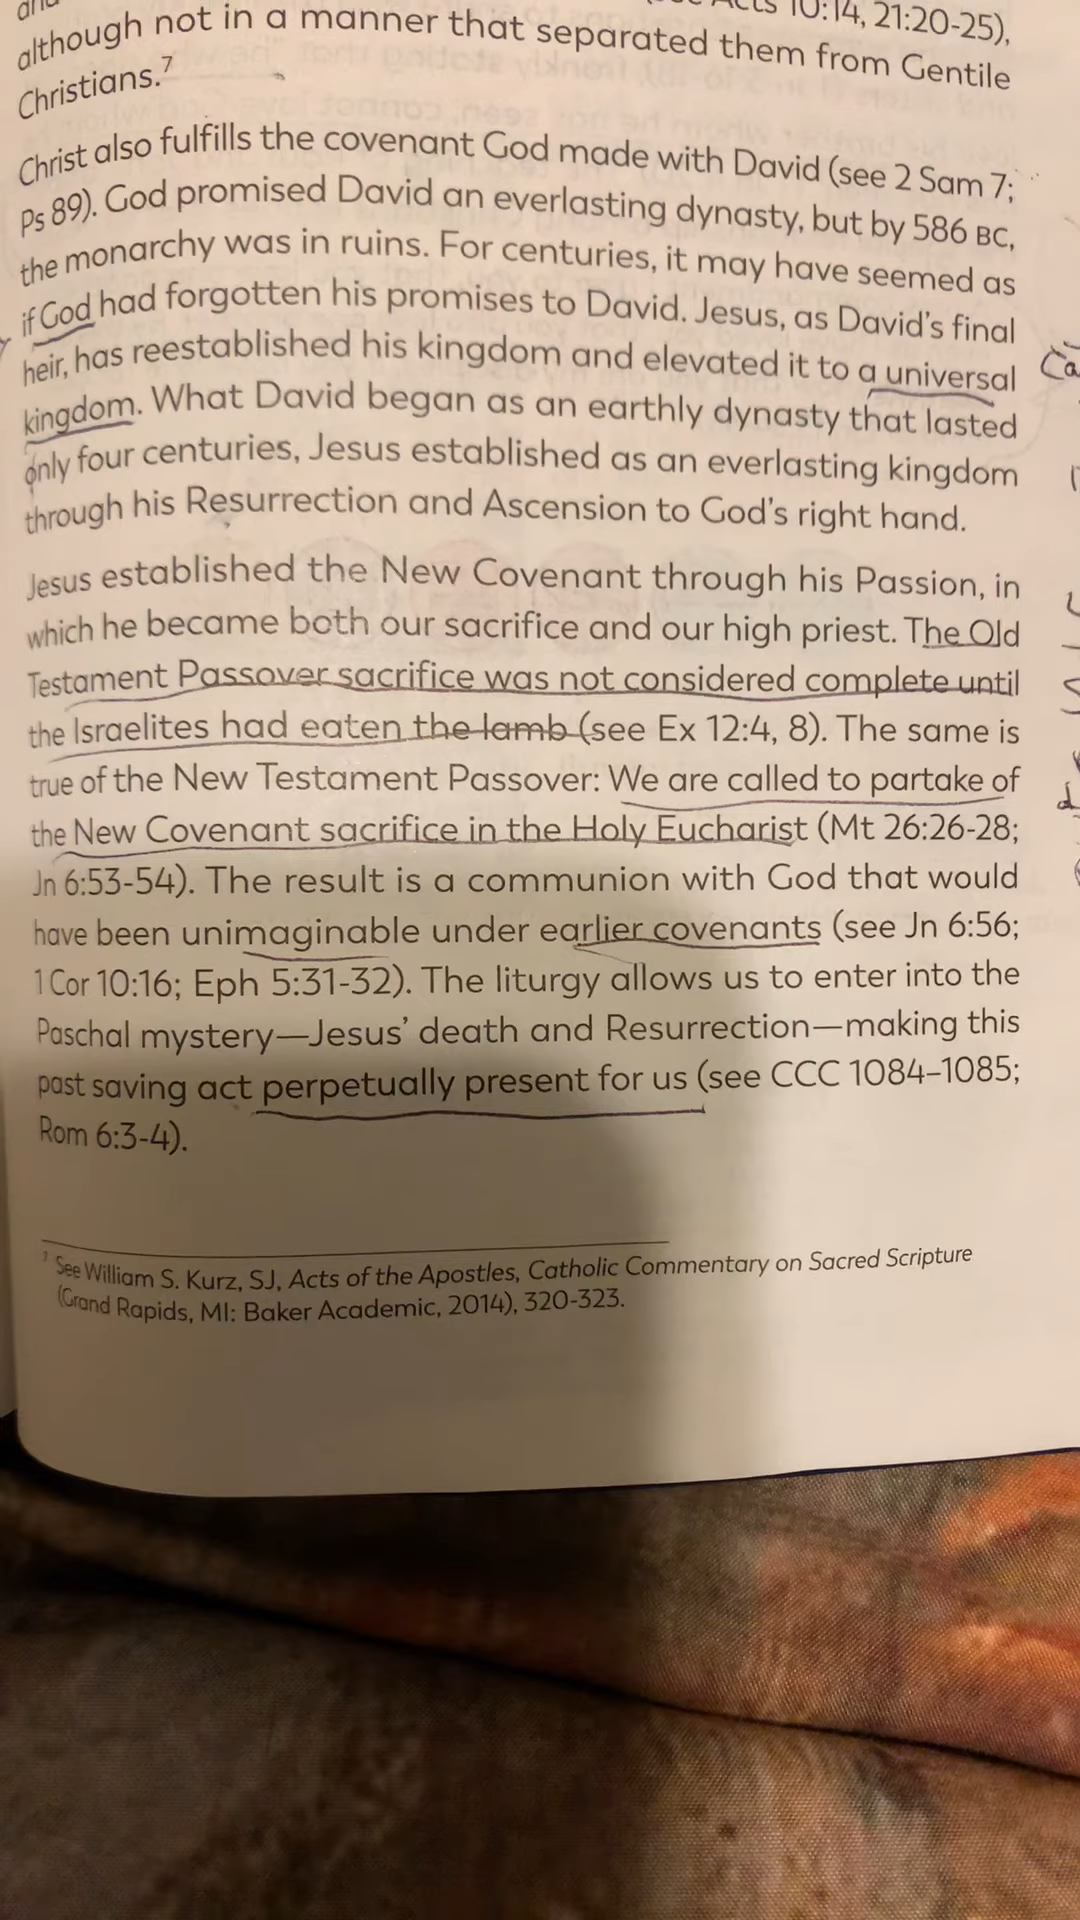 Acts 10:14, 21:20-25),
although not in a manner that separated them from Gentile
Christians.7
Christ also fulfills the covenant God made with David (see 2 Sam 7;
Ps 89). God promised David an everlasting dynasty, but by 586 BC,
the monarchy was in ruins. For centuries, it may have seemed as
if God had forgotten his promises to David. Jesus, as David's final
heir, has reestablished his kingdom and elevated it to a universal
kingdom. What David began as an earthly dynasty that lasted
only four centuries, Jesus established as an everlasting kingdom
through his Resurrection and Ascension to God's right hand.
Jesus established the New Covenant through his Passion, in
which he became both our sacrifice and our high priest. The Old
Testament Passover sacrifice was not considered complete until
the Israelites had eaten the lamb (see Ex 12:4, 8). The same is
true of the New Testament Passover: We are called to partake of
the New Covenant sacrifice in the Holy Eucharist (Mt 26:26-28;
Jn 6:53-54). The result is a communion with God that would
have been unimaginable under earlier covenants (see Jn 6:56;
1 Cor 10:16; Eph 5:31-32). The liturgy allows us to enter into the
Paschal mystery—Jesus' death and Resurrection—making this
past saving act perpetually present for us (see CCC 1084–1085;
Rom 6:3-4).
7 See William S. Kurz, SJ, Acts of the Apostles, Catholic Commentary on Sacred Scripture
(Grand Rapids, MI: Baker Academic, 2014), 320-323.